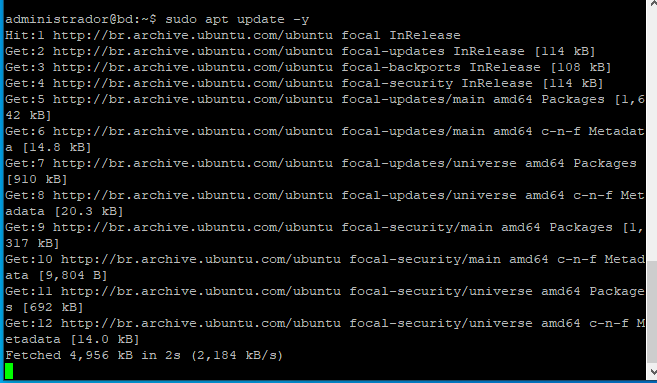 administrador@bd:~$ sudo apt update -y
Hit:1 http://br.archive.ubuntu.com/ubuntu focal InRelease
Get:2 http://br.archive.ubuntu.com/ubuntu focal-updates InRelease [114 kB]
Get:3 http://br.archive.ubuntu.com/ubuntu focal-backports InRelease [108 kB]
Get:4 http://br.archive.ubuntu.com/ubuntu focal-security InRelease [114 kB]
Get:5 http://br.archive.ubuntu.com/ubuntu focal-updates/main amd64 Packages [1,6
42 kB]
Get:6 http://br.archive.ubuntu.com/ubuntu focal-updates/main amd64 c-n-f Metadat
a [14.8 kB]
Get:7 http://br.archive.ubuntu.com/ubuntu focal-updates/universe amd64 Packages
[910 kB]
Get:8 http://br.archive.ubuntu.com/ubuntu focal-updates/universe amd64 c-n-f Met
adata [20.3 kB]
Get:9 http://br.archive.ubuntu.com/ubuntu focal-security/main amd64 Packages [1,
317 kB]
Get:10 http://br.archive.ubuntu.com/ubuntu focal-security/main amd64 c-n-f Metad
ata [9,804 B]
Get:11 http://br.archive.ubuntu.com/ubuntu focal-security/universe amd64 Package
s [692 kB]
Get:12 http://br.archive.ubuntu.com/ubuntu focal-security/universe amd64 c-n-f M
etadata [14.0 kB]
Fetched 4,956 kB in 2s (2,184 kB/s)